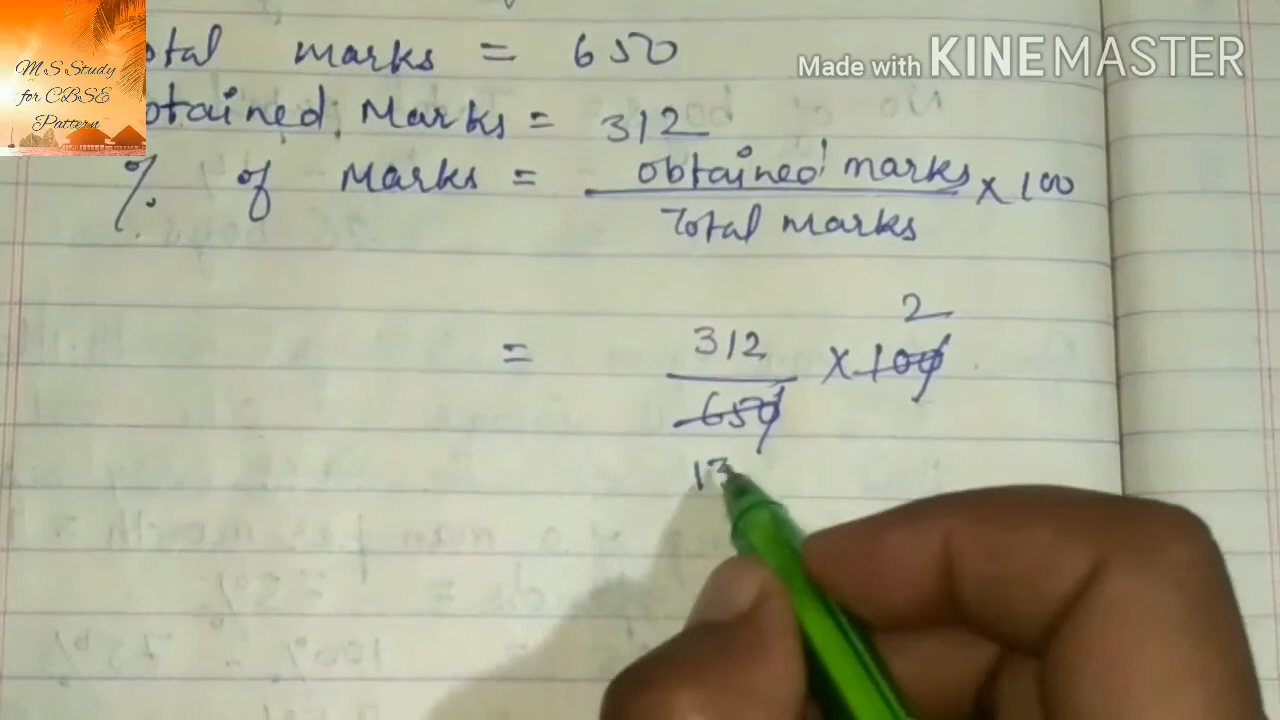 M.S Study
for CBSE
Pattern
Made with KINEMASTER
otal marks = 650
btained Marks = 312
% of Marks = obtained marks / Total marks × 100
2
= 312 / 650 × 100
13